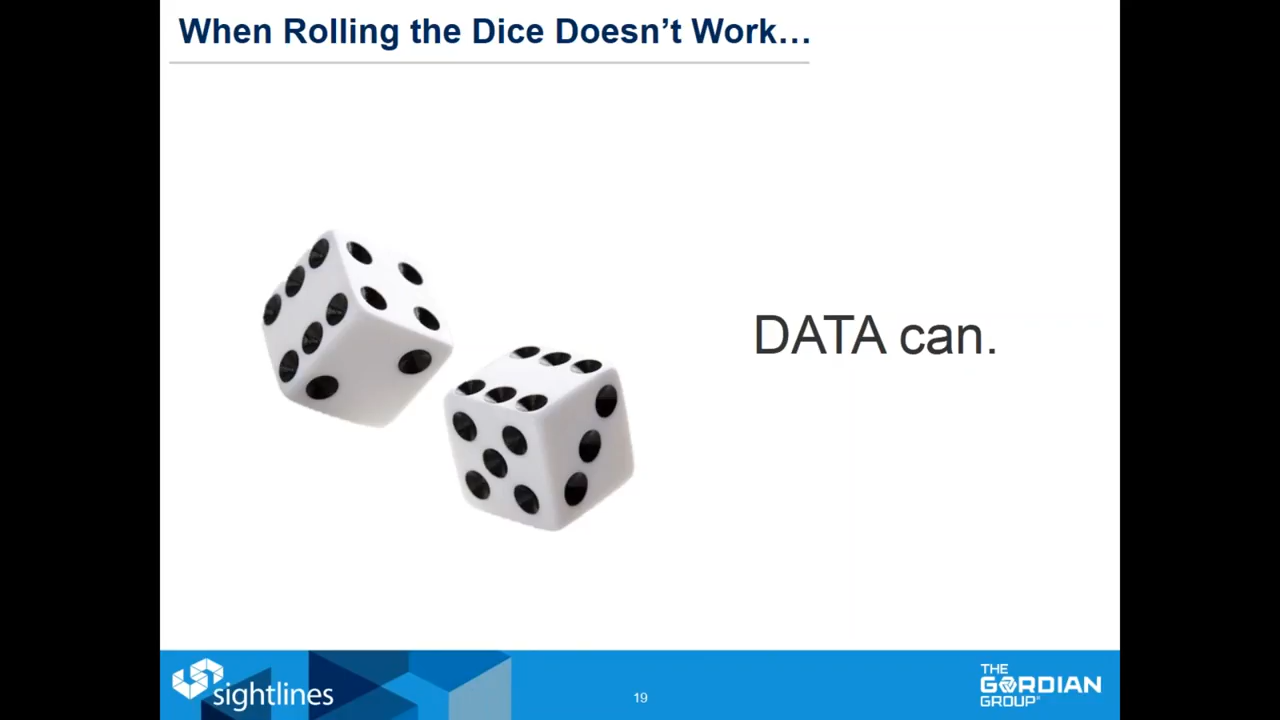 When Rolling the Dice Doesn’t Work…
DATA can.
sightlines
19
THE
GORDIAN
GROUP